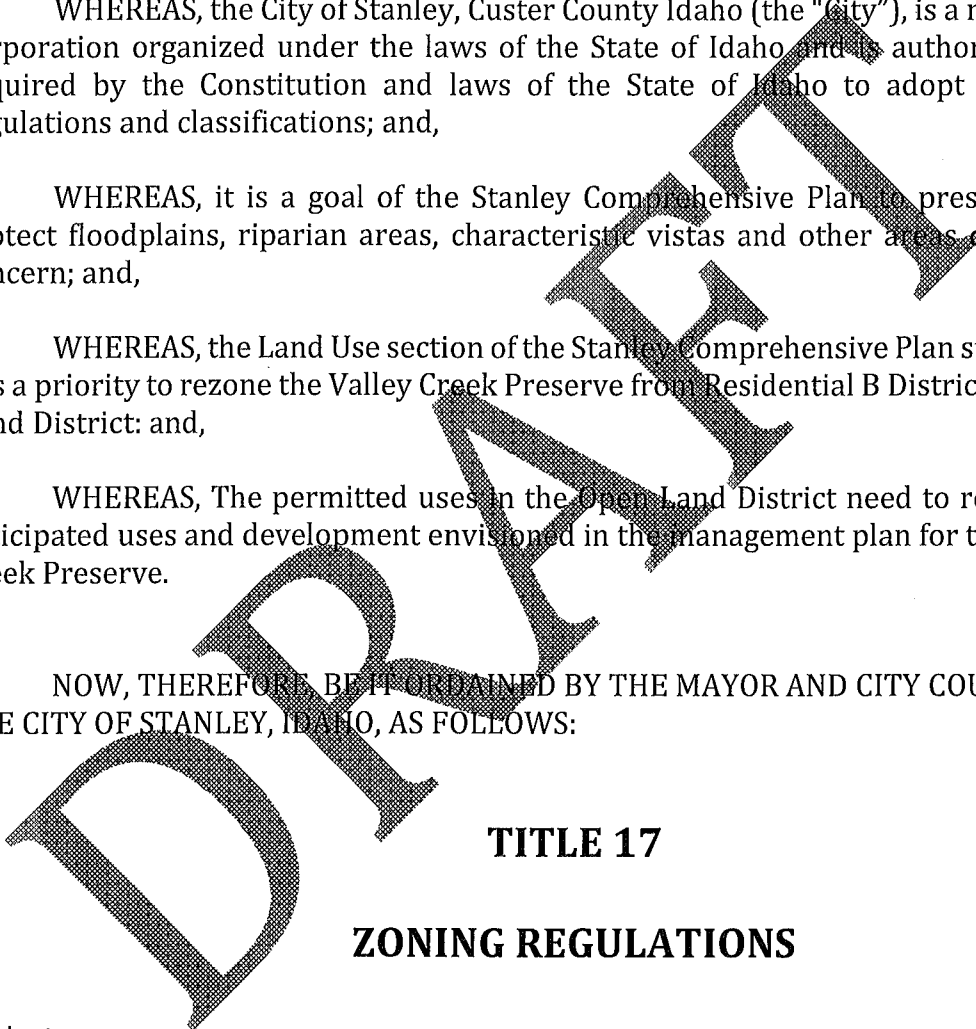 WHEREAS, the City of Stanley, Custer County Idaho (the "City"), is a
rporation organized under the laws of the State of Idaho and is author
quired by the Constitution and laws of the State of Idaho to adopt
gulations and classifications; and,
WHEREAS, it is a goal of the Stanley Comprehensive Plan to pres
otect floodplains, riparian areas, characteristic vistas and other areas
ncern; and,
WHEREAS, the Land Use section of the Stanley Comprehensive Plan s
s a priority to rezone the Valley Creek Preserve from Residential B Distric
nd District: and,
WHEREAS, The permitted uses in the Open Land District need to re
icipated uses and development envisioned in the management plan for t
eek Preserve.
NOW, THEREFORE, BE IT ORDAINED BY THE MAYOR AND CITY COU
E CITY OF STANLEY, IDAHO, AS FOLLOWS:
TITLE 17
ZONING REGULATIONS
DRAFT